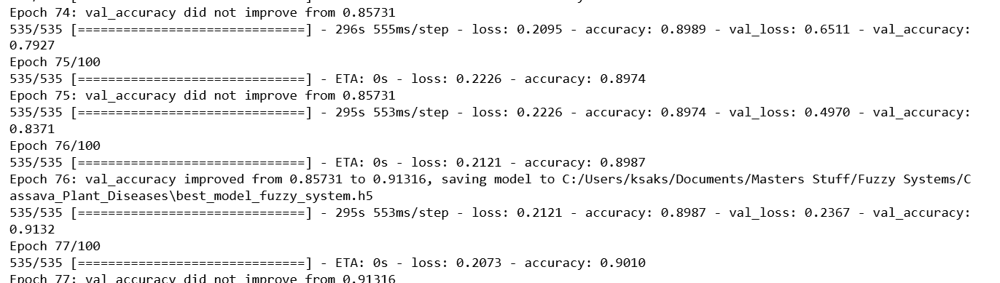 Epoch 74: val_accuracy did not improve from 0.85731
535/535 [==============================] - 296s 555ms/step - loss: 0.2095 - accuracy: 0.8989 - val_loss: 0.6511 - val_accuracy:
0.7927
Epoch 75/100
535/535 [==============================] - ETA: 0s - loss: 0.2226 - accuracy: 0.8974
Epoch 75: val_accuracy did not improve from 0.85731
535/535 [==============================] - 295s 553ms/step - loss: 0.2226 - accuracy: 0.8974 - val_loss: 0.4970 - val_accuracy:
0.8371
Epoch 76/100
535/535 [==============================] - ETA: 0s - loss: 0.2121 - accuracy: 0.8987
Epoch 76: val_accuracy improved from 0.85731 to 0.91316, saving model to C:/Users/ksaks/Documents/Masters Stuff/Fuzzy Systems/C
assava_Plant_Diseases\best_model_fuzzy_system.h5
535/535 [==============================] - 295s 553ms/step - loss: 0.2121 - accuracy: 0.8987 - val_loss: 0.2367 - val_accuracy:
0.9132
Epoch 77/100
535/535 [==============================] - ETA: 0s - loss: 0.2073 - accuracy: 0.9010
Epoch 77: val_accuracy did not improve from 0.91316